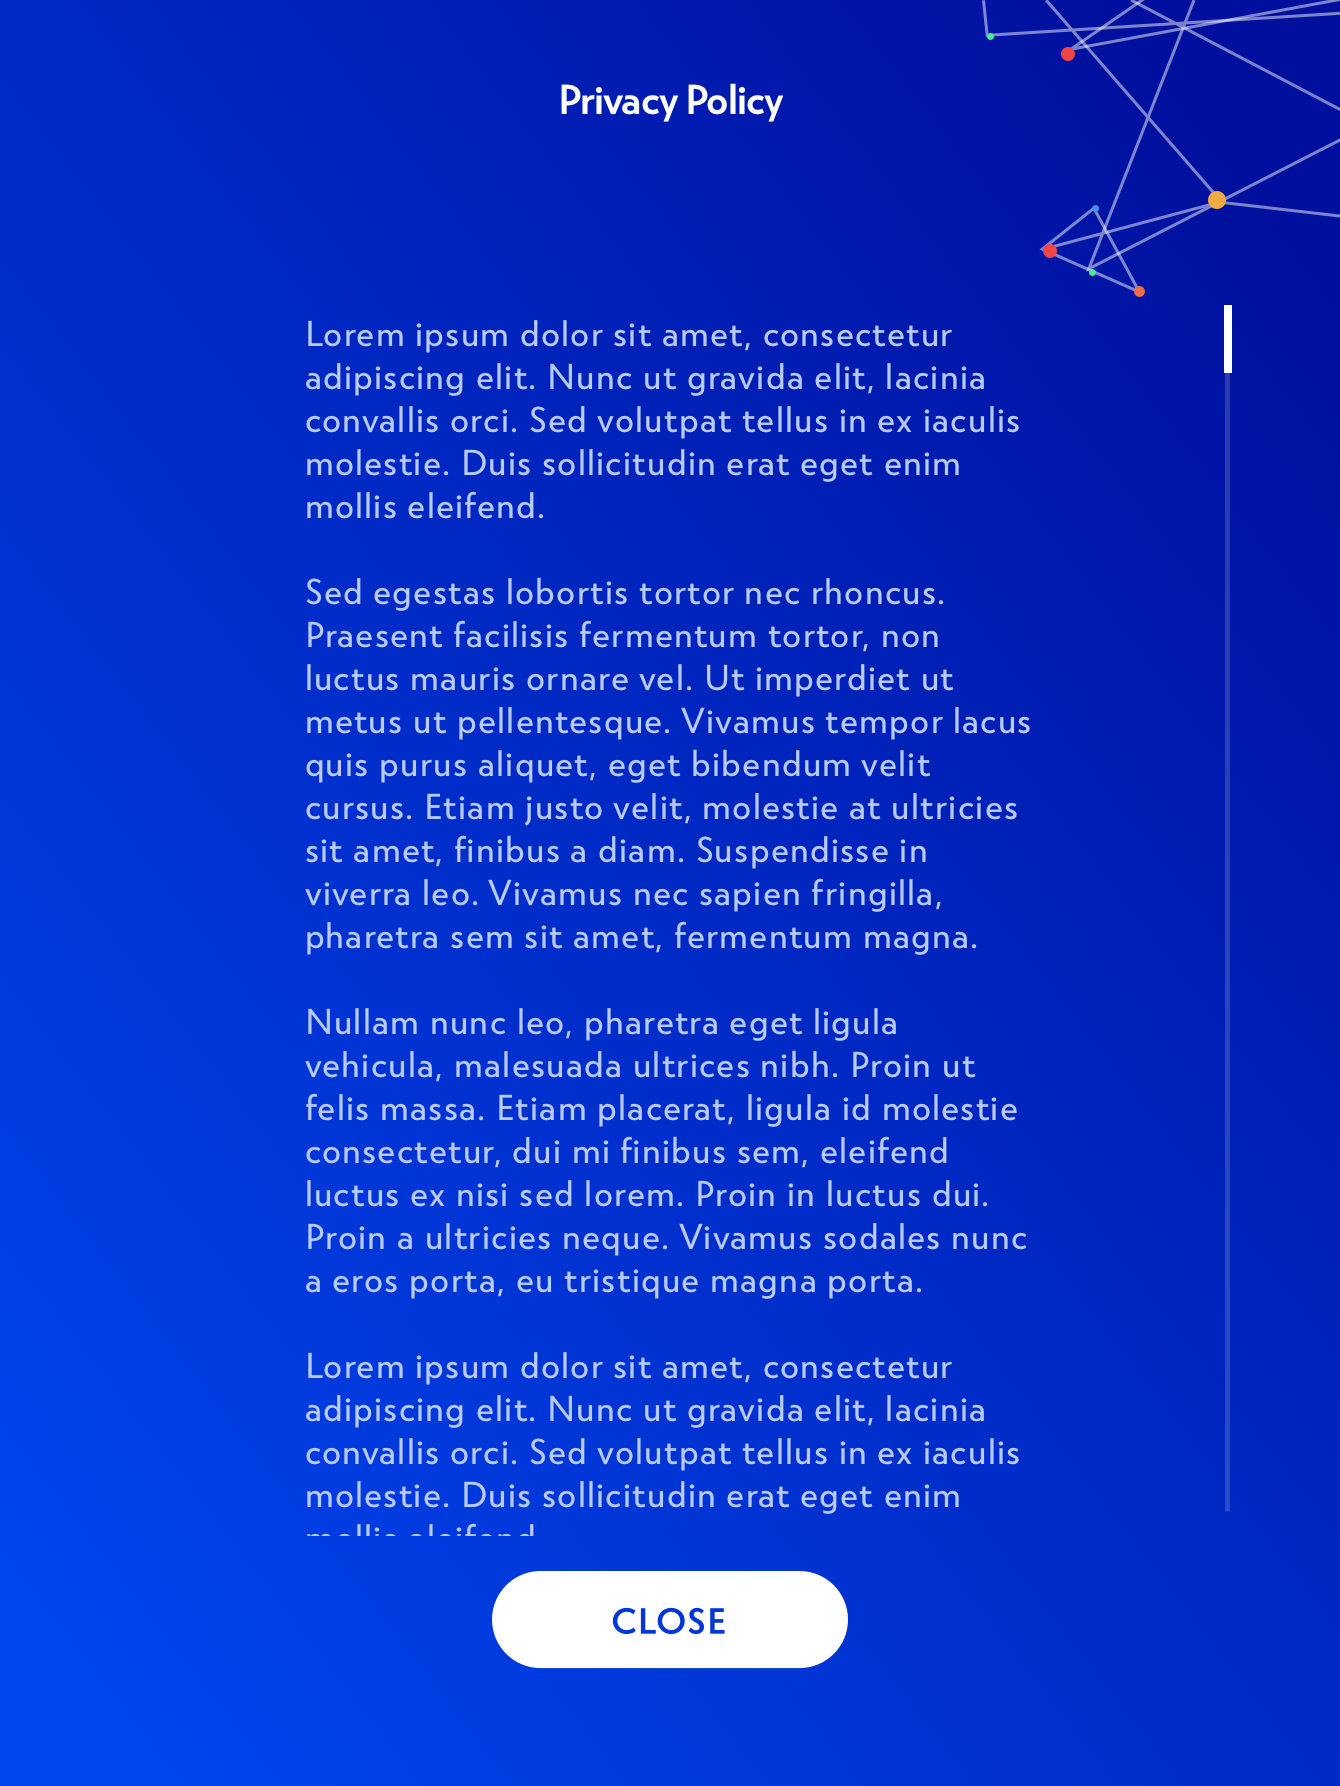 Privacy Policy
Lorem ipsum dolor sit amet, consectetur
adipiscing elit. Nunc ut gravida elit, lacinia
convallis orci. Sed volutpat tellus in ex iaculis
molestie. Duis sollicitudin erat eget enim
mollis eleifend.
Sed egestas lobortis tortor nec rhoncus.
Praesent facilisis fermentum tortor, non
luctus mauris ornare vel. Ut imperdiet ut
metus ut pellentesque. Vivamus tempor lacus
quis purus aliquet, eget bibendum velit
cursus. Etiam justo velit, molestie at ultricies
sit amet, finibus a diam. Suspendisse in
viverra leo. Vivamus nec sapien fringilla,
pharetra sem sit amet, fermentum magna.
Nullam nunc leo, pharetra eget ligula
vehicula, malesuada ultrices nibh. Proin ut
felis massa. Etiam placerat, ligula id molestie
consectetur, dui mi finibus sem, eleifend
luctus ex nisi sed lorem. Proin in luctus dui.
Proin a ultricies neque. Vivamus sodales nunc
a eros porta, eu tristique magna porta.
Lorem ipsum dolor sit amet, consectetur
adipiscing elit. Nunc ut gravida elit, lacinia
convallis orci. Sed volutpat tellus in ex iaculis
molestie. Duis sollicitudin erat eget enim
mollis eleifend
CLOSE